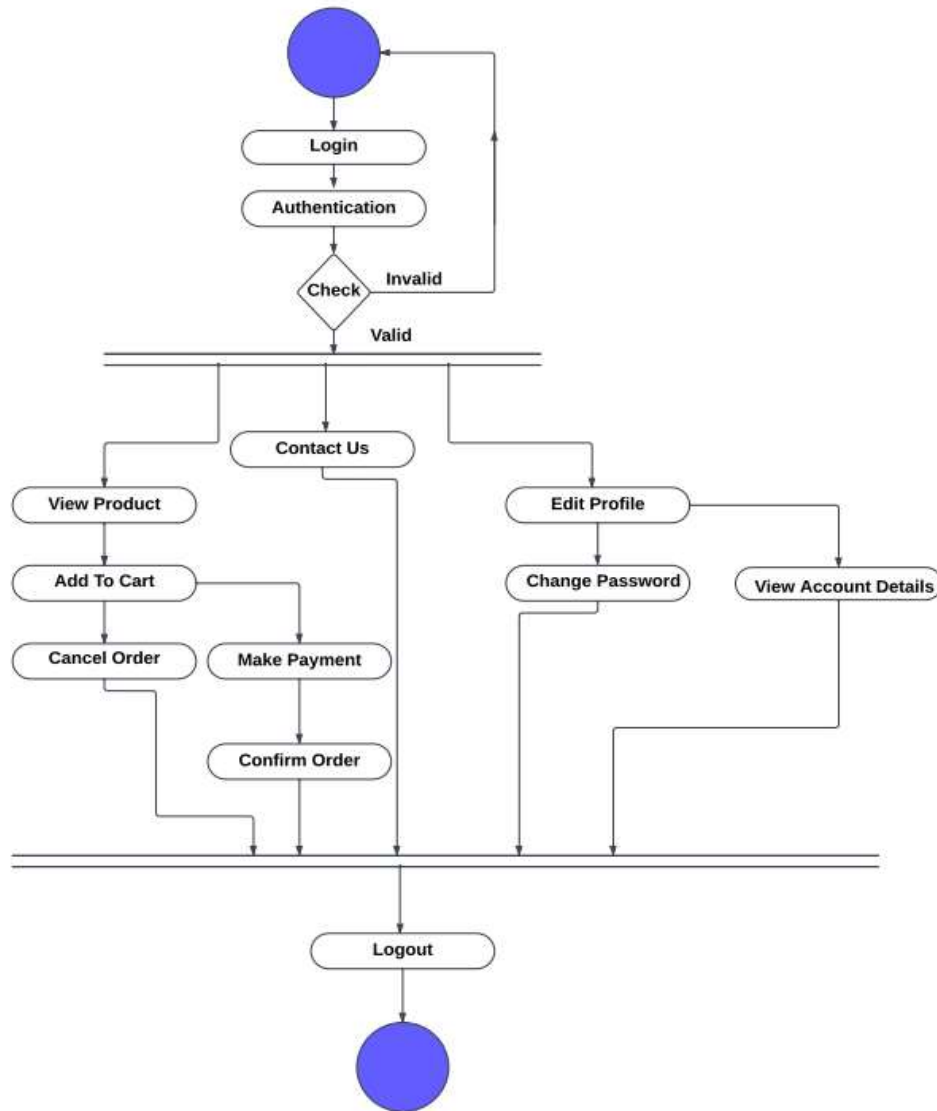 Login
Authentication
Check
Invalid
Valid
Contact Us
View Product
Edit Profile
Add To Cart
Change Password
View Account Details
Cancel Order
Make Payment
Confirm Order
Logout